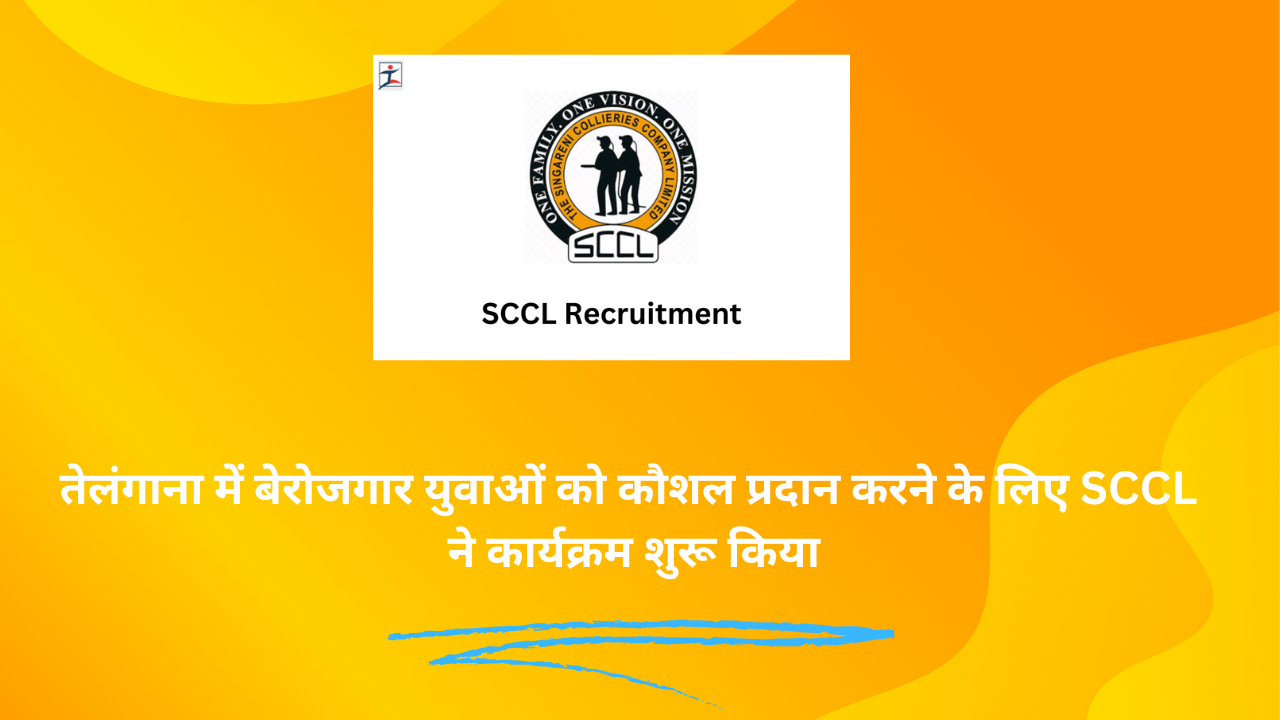 ONE FAMILY. ONE VISION. ONE MISSION
THE SINGARENI COLLIERIES COMPANY LIMITED
SCCL
SCCL Recruitment
तेलंगाना में बेरोजगार युवाओं को कौशल प्रदान करने के लिए SCCL
ने कार्यक्रम शुरू किया